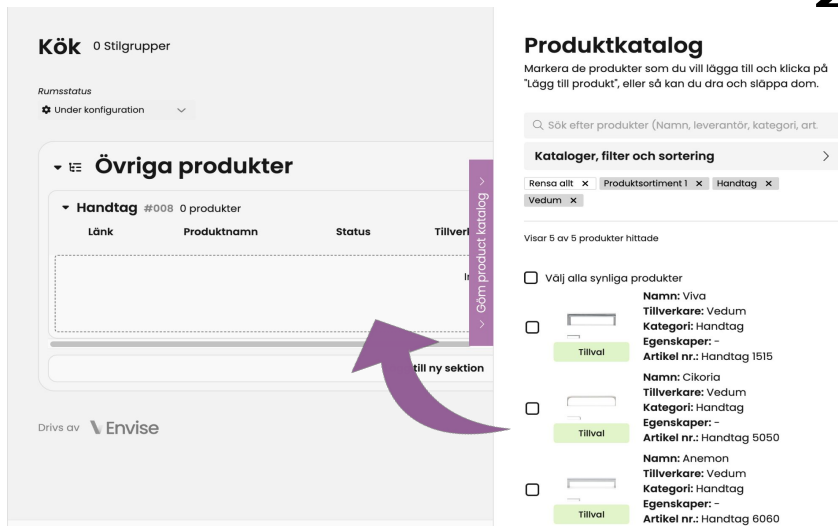 Kök 0 Stilgrupper
Rumsstatus
Under konfiguration
Övriga produkter
Handtag #008 0 produkter
Länk Produktnamn Status
till ny sektion
Drivs av Envise
Göm product katalog
Produktkatalog
Markera de produkter som du vill lägga till och klicka på
"Lägg till produkt", eller så kan du dra och släppa dom.
Sök efter produkter (Namn, leverantör, kategori, art.
Kataloger, filter och sortering
Rensa allt x Produktsortiment 1 x Handtag x
Vedum x
Visar 5 av 5 produkter hittade
Välj alla synliga produkter
Namn: Viva
Tillverkare: Vedum
Kategori: Handtag
Egenskaper: -
Tillval
Artikel nr.: Handtag 1515
Namn: Cikoria
Tillverkare: Vedum
Kategori: Handtag
Egenskaper: -
Tillval
Artikel nr.: Handtag 5050
Namn: Anemon
Tillverkare: Vedum
Kategori: Handtag
Egenskaper: -
Tillval
Artikel nr.: Handtag 6060